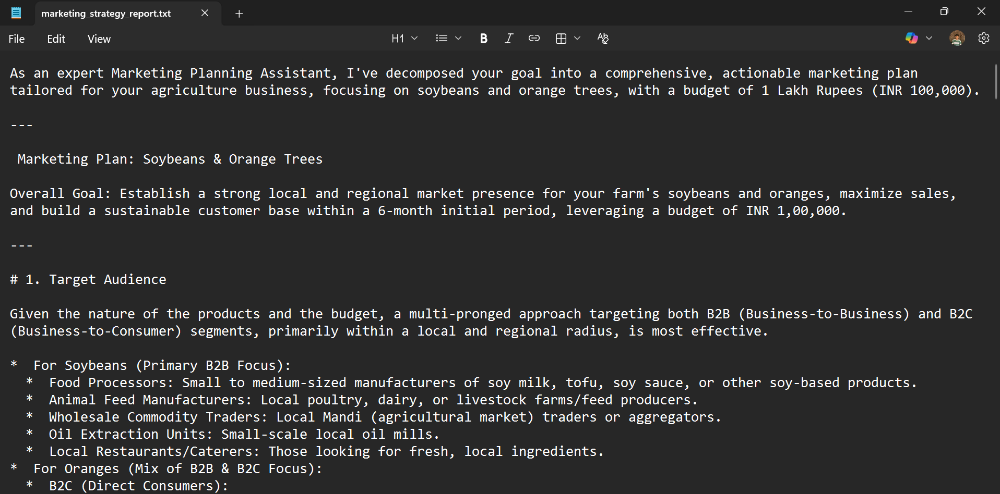 marketing_strategy_report.txt
File Edit View H1 B I
As an expert Marketing Planning Assistant, I've decomposed your goal into a comprehensive, actionable marketing plan
tailored for your agriculture business, focusing on soybeans and orange trees, with a budget of 1 Lakh Rupees (INR 100,000).
---
Marketing Plan: Soybeans & Orange Trees
Overall Goal: Establish a strong local and regional market presence for your farm's soybeans and oranges, maximize sales,
and build a sustainable customer base within a 6-month initial period, leveraging a budget of INR 1,00,000.
---
# 1. Target Audience
Given the nature of the products and the budget, a multi-pronged approach targeting both B2B (Business-to-Business) and B2C
(Business-to-Consumer) segments, primarily within a local and regional radius, is most effective.
* For Soybeans (Primary B2B Focus):
* Food Processors: Small to medium-sized manufacturers of soy milk, tofu, soy sauce, or other soy-based products.
* Animal Feed Manufacturers: Local poultry, dairy, or livestock farms/feed producers.
* Wholesale Commodity Traders: Local Mandi (agricultural market) traders or aggregators.
* Oil Extraction Units: Small-scale local oil mills.
* Local Restaurants/Caterers: Those looking for fresh, local ingredients.
* For Oranges (Mix of B2B & B2C Focus):
* B2C (Direct Consumers):